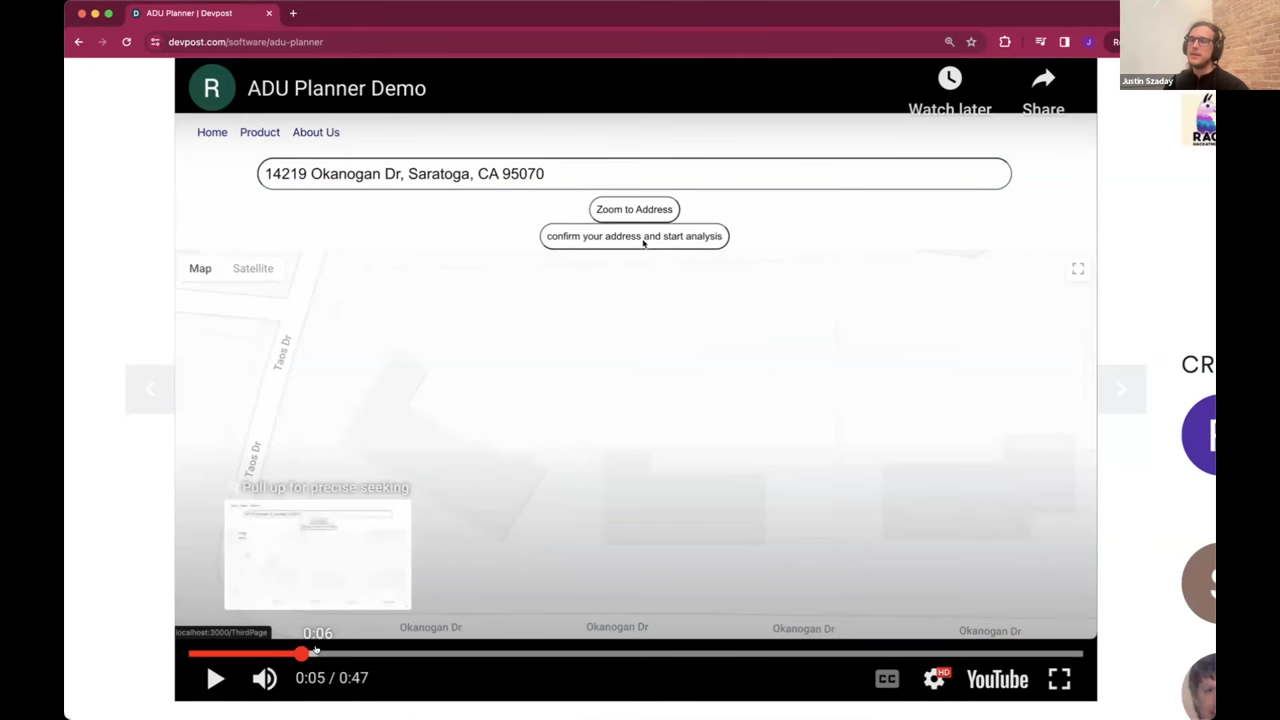 ADU Planner | Devpost
devpost.com/software/adu-planner
Justin Szaday
R
ADU Planner Demo
Watch later
Share
Home Product About Us
14219 Okanogan Dr, Saratoga, CA 95070
Zoom to Address
confirm your address and start analysis
Map Satellite
Taos Dr
Taos Dr
CR
Pull up for precise seeking
localhost:3000/ThirdPage
0:06
Okanogan Dr Okanogan Dr Okanogan Dr Okanogan Dr
0:05 / 0:47
CC
HD
YouTube